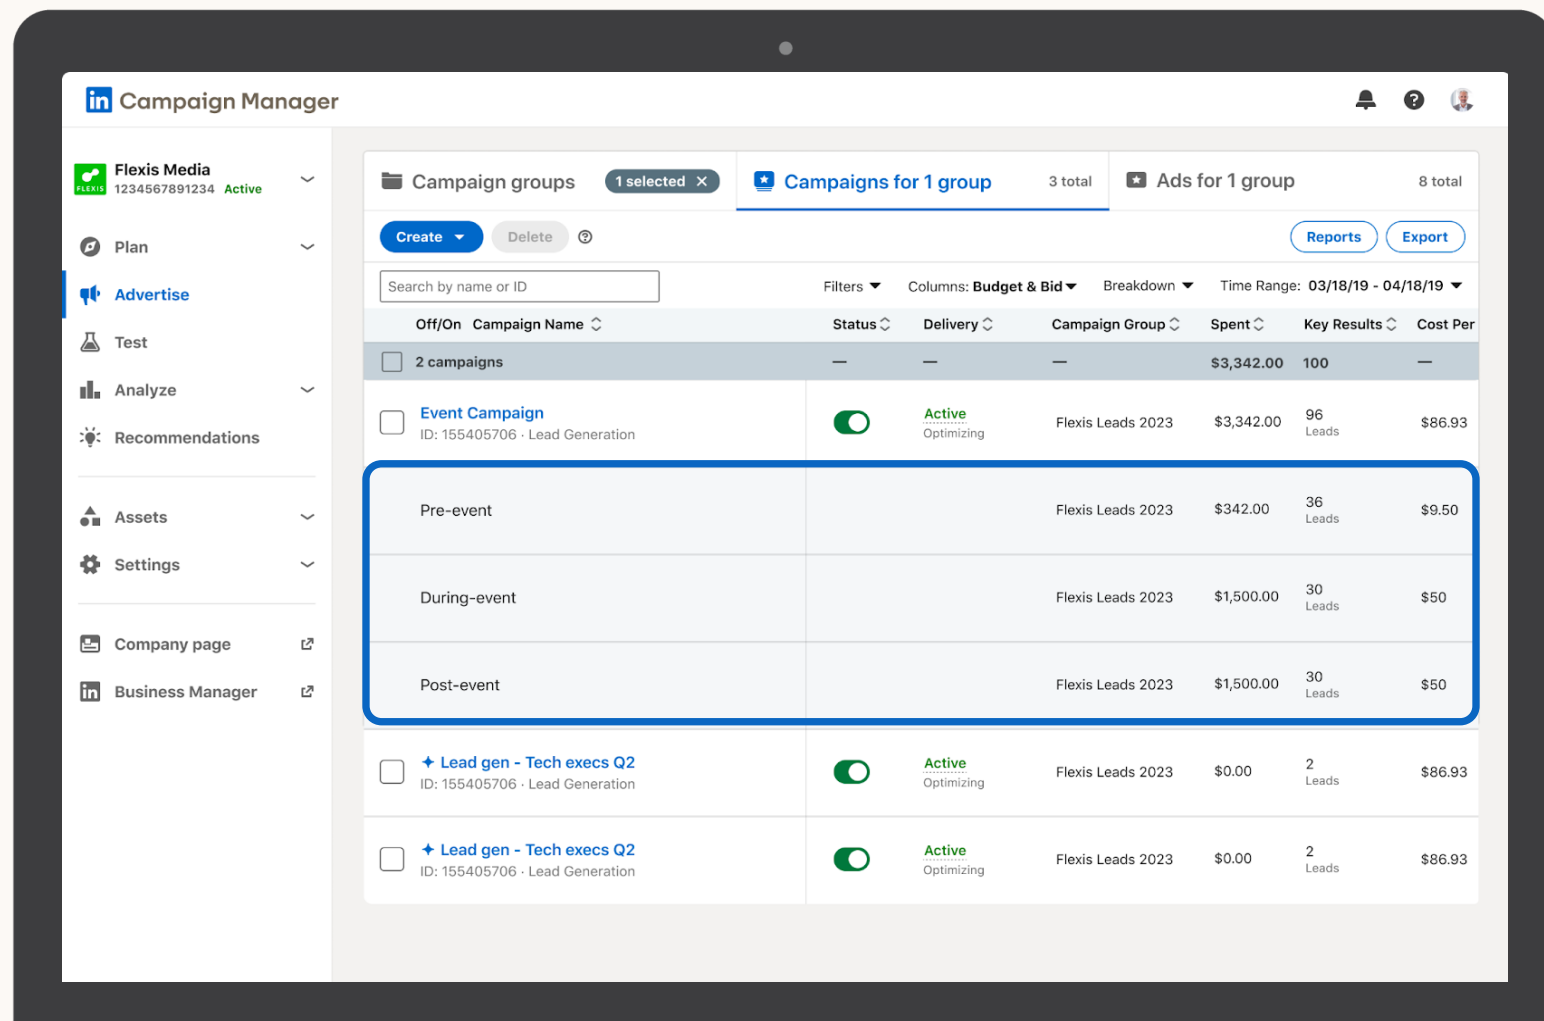 in Campaign Manager
Flexis Media
FLEXIS
1234567891234 Active
Plan
Advertise
Test
Analyze
Recommendations
Assets
Settings
Company page
in Business Manager
Campaign groups 1 selected Campaigns for 1 group 3 total Ads for 1 group 8 total
Create Delete Reports Export
Search by name or ID Filters Columns: Budget & Bid Breakdown Time Range: 03/18/19 - 04/18/19
Off/On Campaign Name Status Delivery Campaign Group Spent Key Results Cost Per
2 campaigns — — — $3,342.00 100 —
Event Campaign Active Flexis Leads 2023 $3,342.00 96 $86.93
ID: 155405706 · Lead Generation Optimizing Leads
Pre-event Flexis Leads 2023 $342.00 36 $9.50
Leads
During-event Flexis Leads 2023 $1,500.00 30 $50
Leads
Post-event Flexis Leads 2023 $1,500.00 30 $50
Leads
Lead gen - Tech execs Q2 Active Flexis Leads 2023 $0.00 2 $86.93
ID: 155405706 · Lead Generation Optimizing Leads
Lead gen - Tech execs Q2 Active Flexis Leads 2023 $0.00 2 $86.93
ID: 155405706 · Lead Generation Optimizing Leads